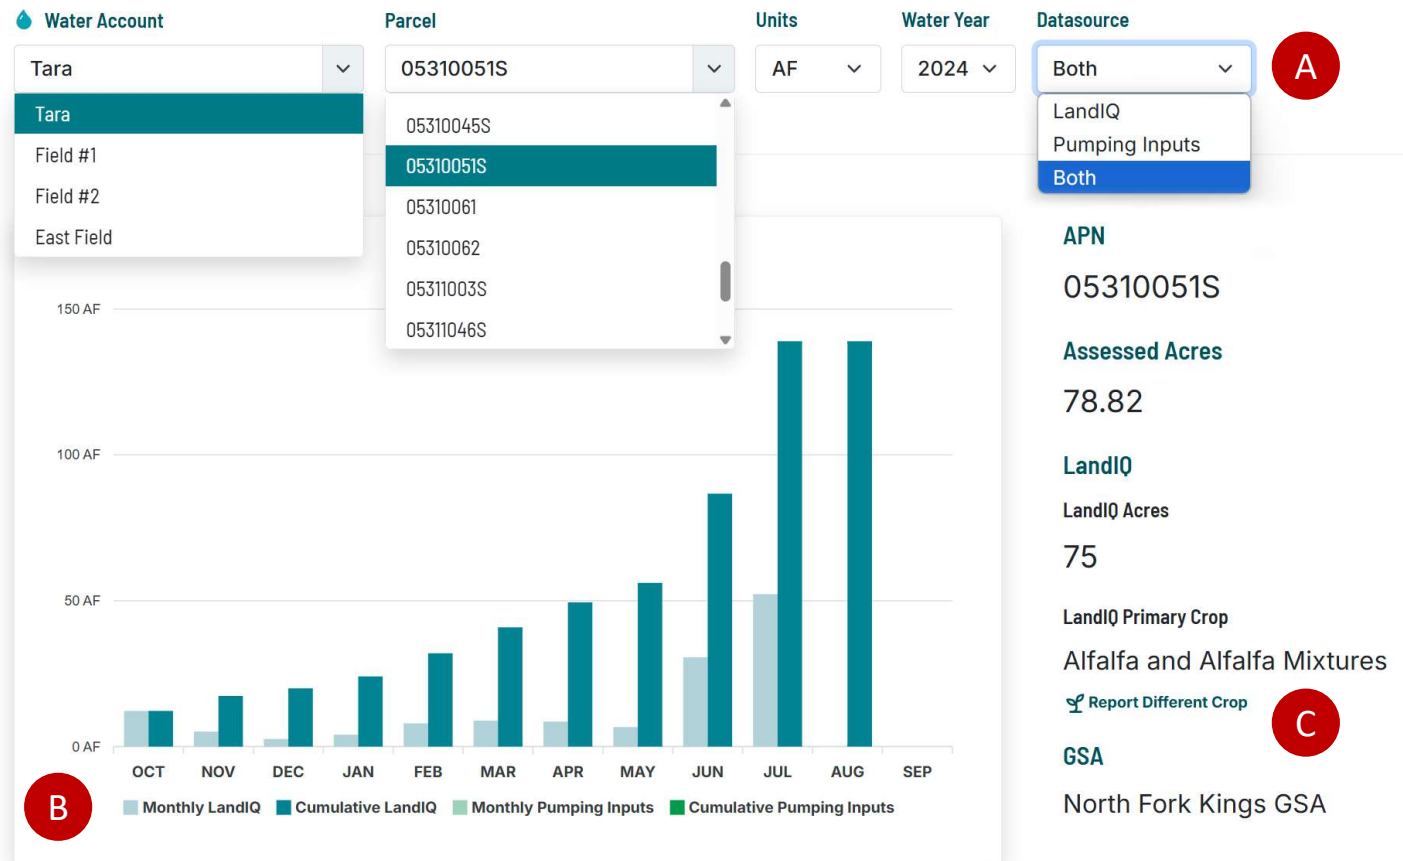 Water Account
Parcel
Units
Water Year
Datasource
Tara
05310051S
AF
2024
Both
A
Tara
Field #1
Field #2
East Field
05310045S
05310051S
05310061
05310062
05311003S
05311046S
LandIQ
Pumping Inputs
Both
150 AF
100 AF
50 AF
0 AF
OCT NOV DEC JAN FEB MAR APR MAY JUN JUL AUG SEP
B
Monthly LandIQ Cumulative LandIQ Monthly Pumping Inputs Cumulative Pumping Inputs
APN
05310051S
Assessed Acres
78.82
LandIQ
LandIQ Acres
75
LandIQ Primary Crop
Alfalfa and Alfalfa Mixtures
Report Different Crop
C
GSA
North Fork Kings GSA